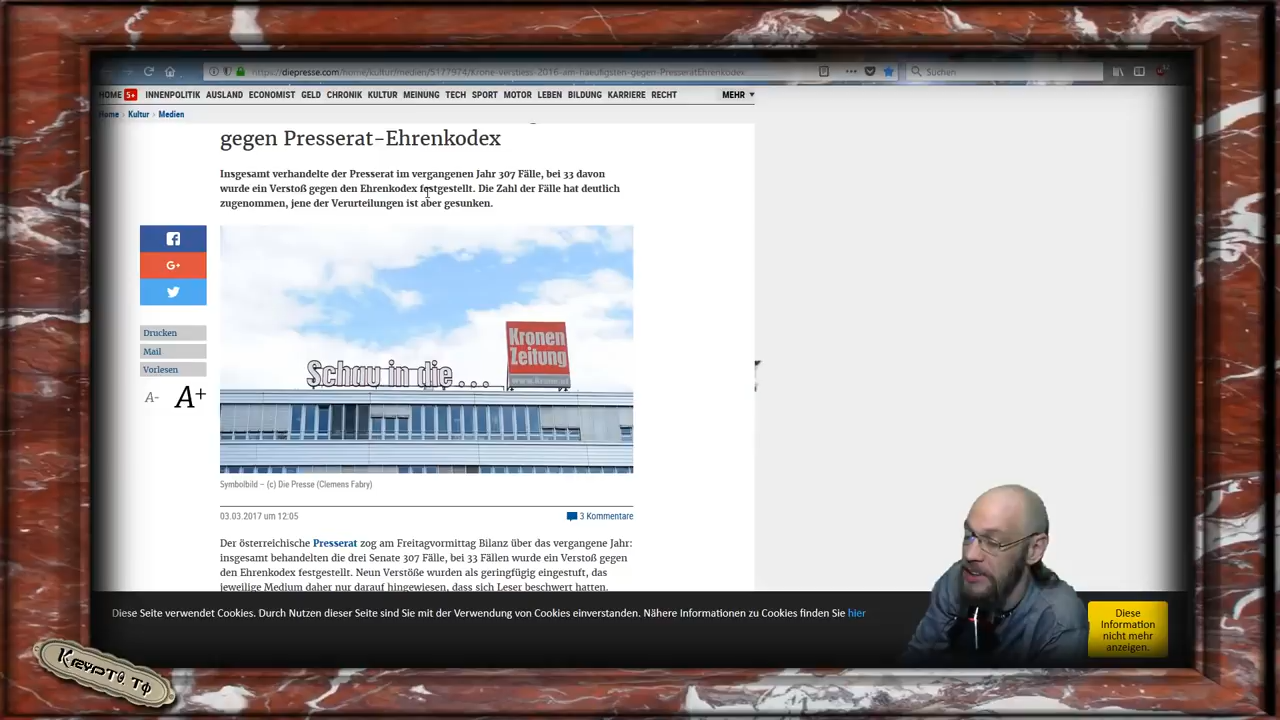 https://diepresse.com/home/kultur/medien/5177974/Krone-verstiess-2016-am-haeufigsten-gegen-PresseratEhrenkodex
Suchen
HOME 5+ INNENPOLITIK AUSLAND ECONOMIST GELD CHRONIK KULTUR MEINUNG TECH SPORT MOTOR LEBEN BILDUNG KARRIERE RECHT MEHR
Home > Kultur > Medien
gegen Presserat-Ehrenkodex
Insgesamt verhandelte der Presserat im vergangenen Jahr 307 Fälle, bei 33 davon
wurde ein Verstoß gegen den Ehrenkodex festgestellt. Die Zahl der Fälle hat deutlich
zugenommen, jene der Verurteilungen ist aber gesunken.
G+
Drucken
Mail
Vorlesen
A- A+
Schau in die ...
Kronen
Zeitung
www.krone.at
Symbolbild – (c) Die Presse (Clemens Fabry)
03.03.2017 um 12:05
3 Kommentare
Der österreichische Presserat zog am Freitagvormittag Bilanz über das vergangene Jahr:
insgesamt behandelten die drei Senate 307 Fälle, bei 33 Fällen wurde ein Verstoß gegen
den Ehrenkodex festgestellt. Neun Verstöße wurden als geringfügig eingestuft, das
jeweilige Medium daher nur darauf hingewiesen, dass sich Leser beschwert hatten.
Diese Seite verwendet Cookies. Durch Nutzen dieser Seite sind Sie mit der Verwendung von Cookies einverstanden. Nähere Informationen zu Cookies finden Sie hier
Diese
Information
nicht mehr
anzeigen.